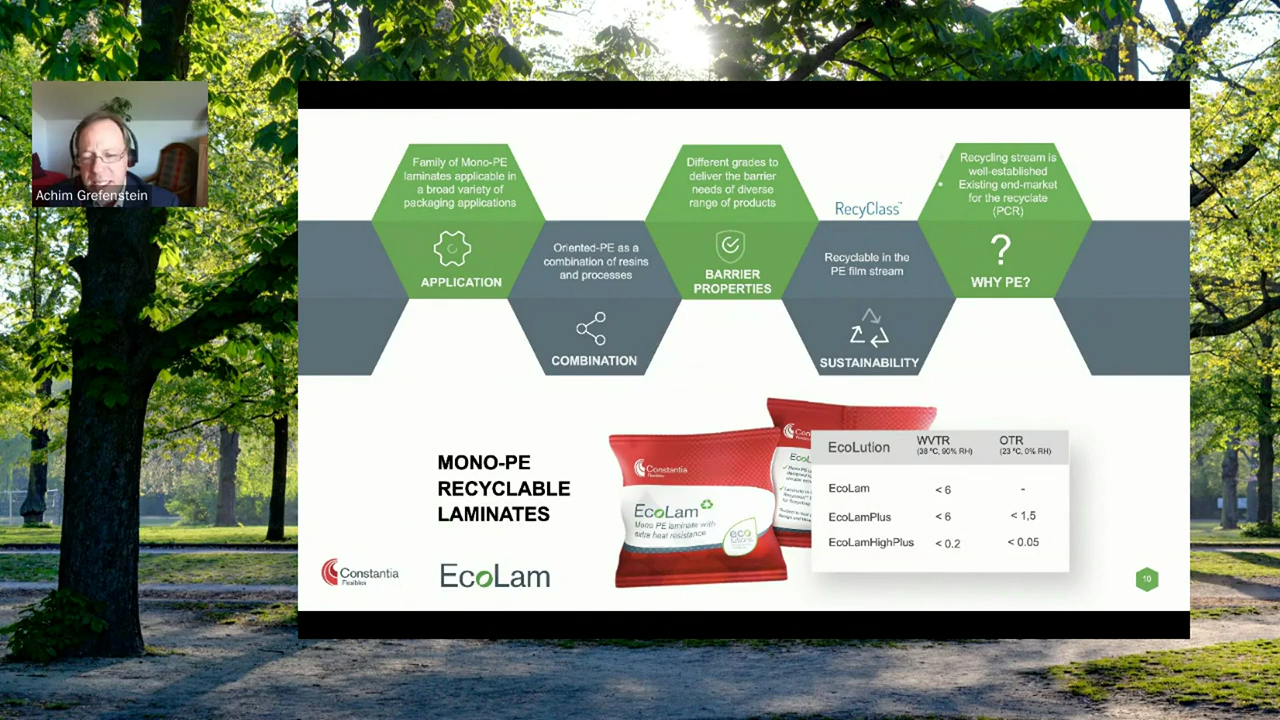 Achim Grefenstein
Family of Mono-PE
laminates applicable in
a broad variety of
packaging applications
APPLICATION
Oriented-PE as a
combination of resins
and processes
COMBINATION
Different grades to
deliver the barrier
needs of diverse
range of products
BARRIER
PROPERTIES
RecyClass™
Recyclable in the
PE film stream
SUSTAINABILITY
Recycling stream is
well-established
• Existing end-market
for the recyclate
(PCR)
?
WHY PE?
MONO-PE
RECYCLABLE
LAMINATES
Constantia
Flexibles
EcoLam
Constantia
Flexibles
EcoLam
Mono PE laminate with
extra heat resistance
eco
EcoLution WVTR OTR
(38 °C, 90% RH) (23 °C, 0% RH)
EcoLam < 6 -
EcoLamPlus < 6 < 1,5
EcoLamHighPlus < 0.2 < 0.05
10